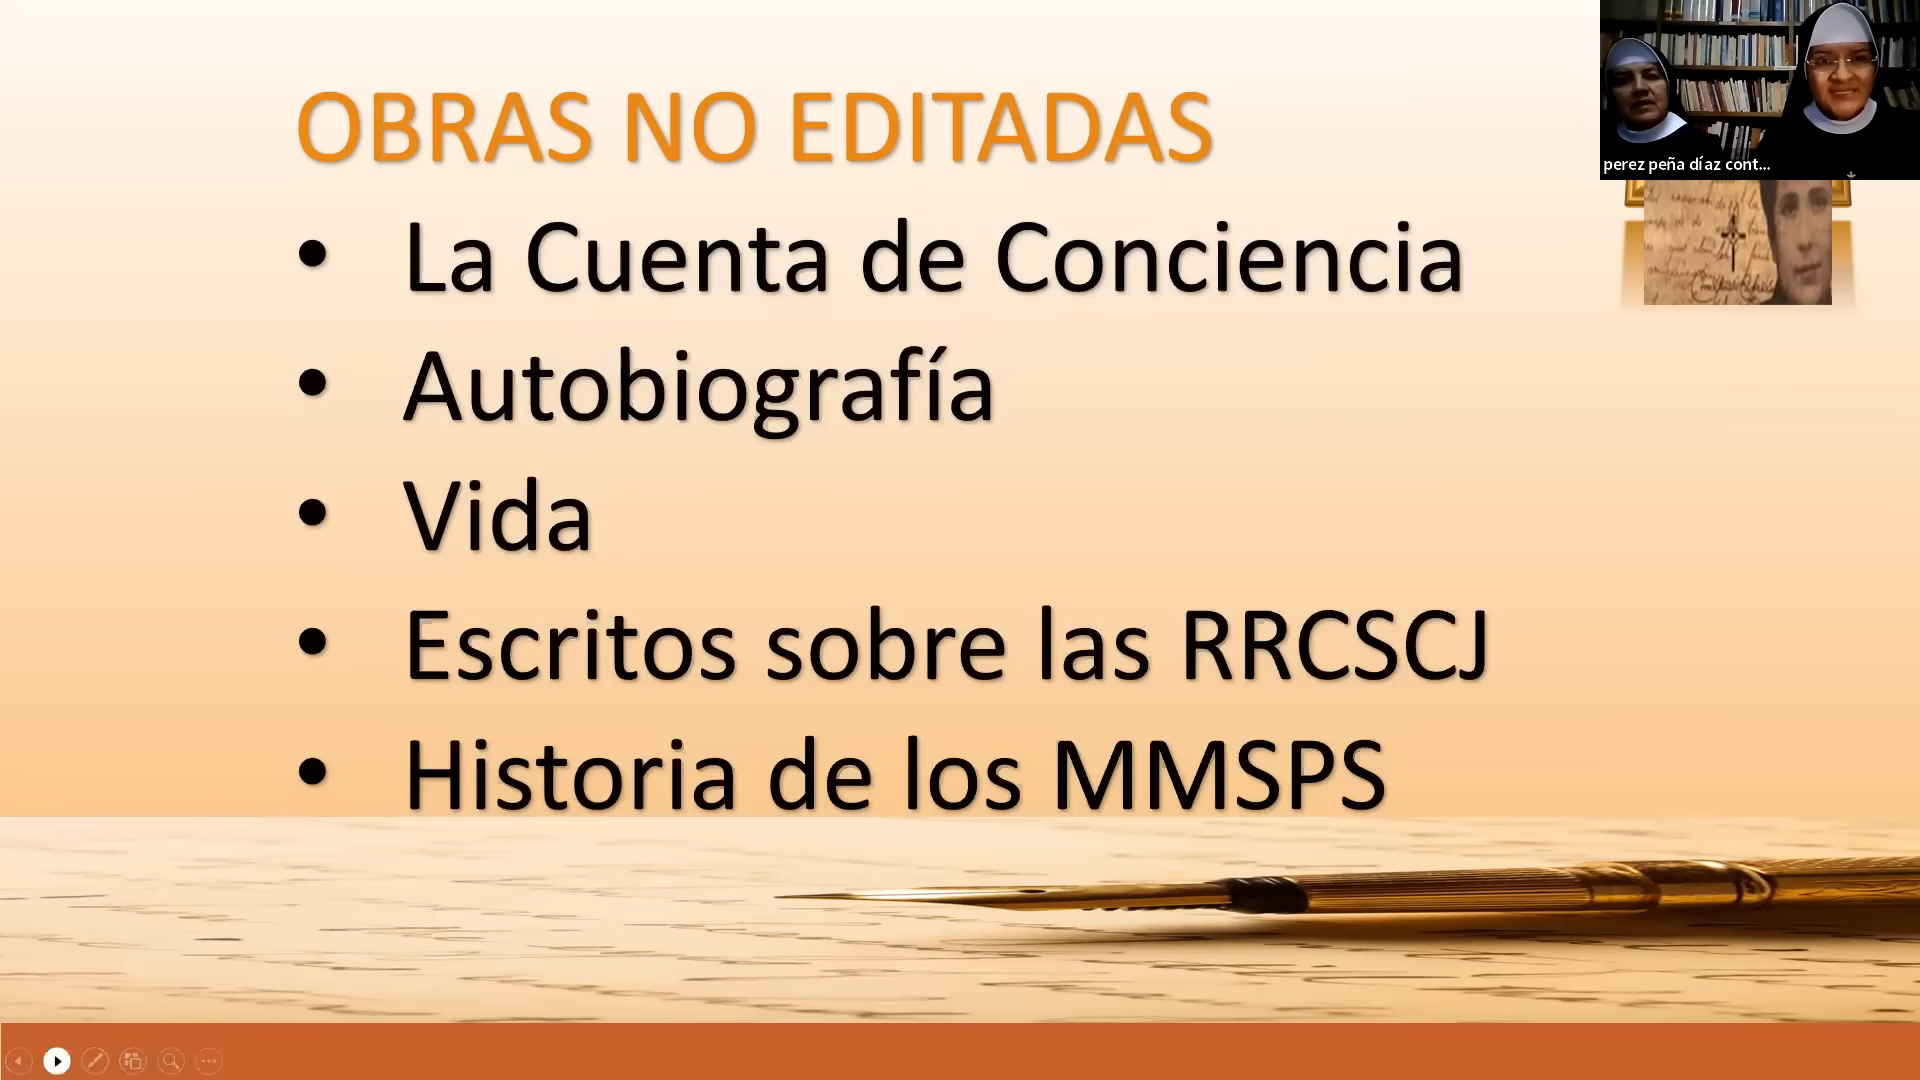 OBRAS NO EDITADAS
• La Cuenta de Conciencia
• Autobiografía
• Vida
• Escritos sobre las RRCSCJ
• Historia de los MMSPS
perez peña díaz cont...